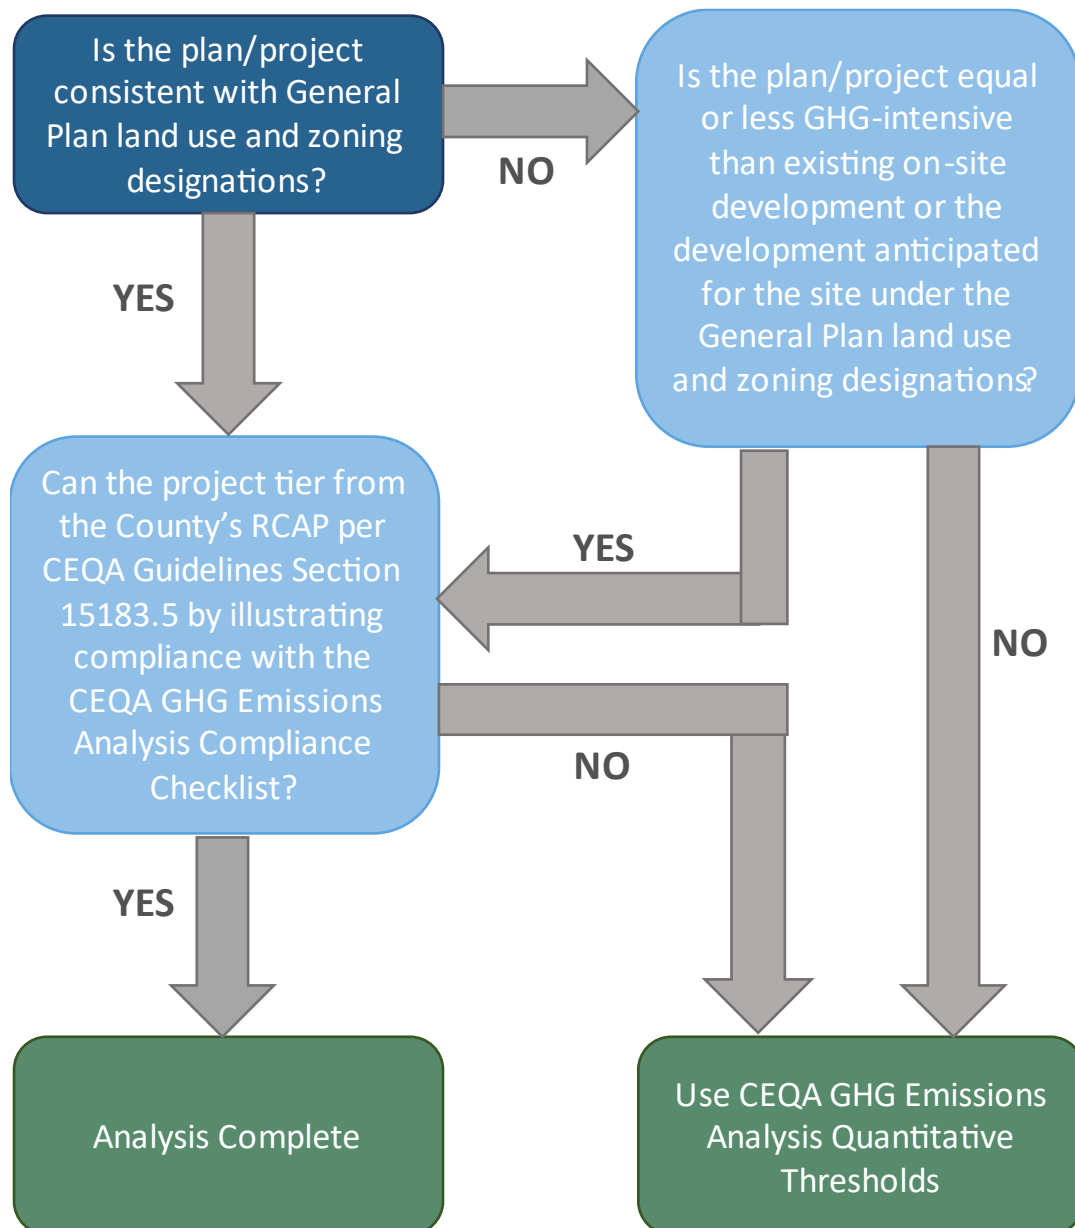 Is the plan/project
consistent with General
Plan land use and zoning
designations?
NO
Is the plan/project equal
or less GHG-intensive
than existing on-site
development or the
development anticipated
for the site under the
General Plan land use
and zoning designations?
YES
Can the project tier from
the County’s RCAP per
CEQA Guidelines Section
15183.5 by illustrating
compliance with the
CEQA GHG Emissions
Analysis Compliance
Checklist?
YES
NO
NO
YES
Analysis Complete
Use CEQA GHG Emissions
Analysis Quantitative
Thresholds